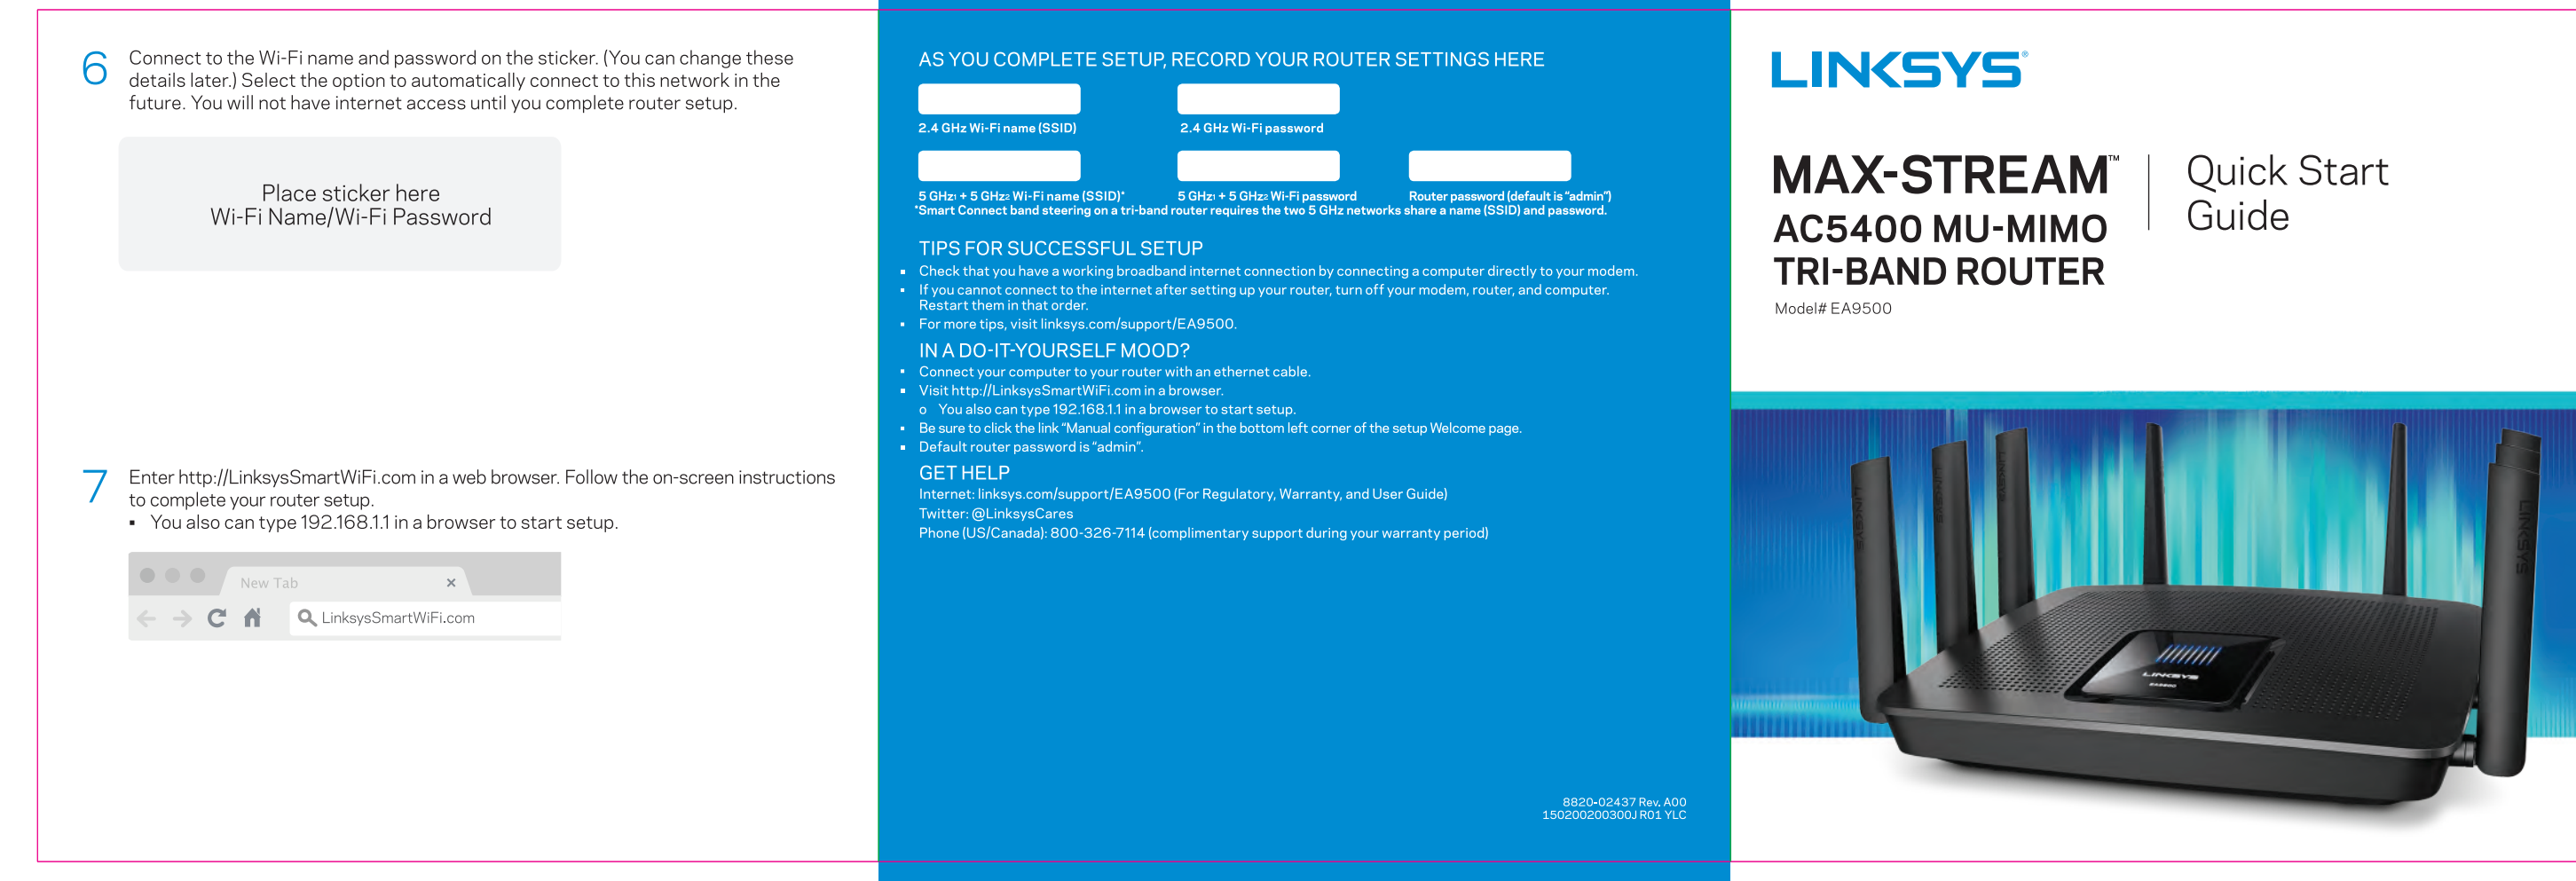 6 Connect to the Wi-Fi name and password on the sticker. (You can change these
details later.) Select the option to automatically connect to this network in the
future. You will not have internet access until you complete router setup.
Place sticker here
Wi-Fi Name/Wi-Fi Password
7 Enter http://LinksysSmartWiFi.com in a web browser. Follow the on-screen instructions
to complete your router setup.
▪ You also can type 192.168.1.1 in a browser to start setup.
New Tab ×
LinksysSmartWiFi.com
AS YOU COMPLETE SETUP, RECORD YOUR ROUTER SETTINGS HERE
2.4 GHz Wi-Fi name (SSID) 2.4 GHz Wi-Fi password
5 GHz1 + 5 GHz2 Wi-Fi name (SSID)* 5 GHz1 + 5 GHz2 Wi-Fi password Router password (default is “admin”)
*Smart Connect band steering on a tri-band router requires the two 5 GHz networks share a name (SSID) and password.
TIPS FOR SUCCESSFUL SETUP
▪ Check that you have a working broadband internet connection by connecting a computer directly to your modem.
▪ If you cannot connect to the internet after setting up your router, turn off your modem, router, and computer.
Restart them in that order.
▪ For more tips, visit linksys.com/support/EA9500.
IN A DO-IT-YOURSELF MOOD?
▪ Connect your computer to your router with an ethernet cable.
▪ Visit http://LinksysSmartWiFi.com in a browser.
o You also can type 192.168.1.1 in a browser to start setup.
▪ Be sure to click the link “Manual configuration” in the bottom left corner of the setup Welcome page.
▪ Default router password is “admin”.
GET HELP
Internet: linksys.com/support/EA9500 (For Regulatory, Warranty, and User Guide)
Twitter: @LinksysCares
Phone (US/Canada): 800-326-7114 (complimentary support during your warranty period)
8820-02437 Rev. A00
150200200300J R01 YLC
LINKSYS®
MAX-STREAM™
AC5400 MU-MIMO
TRI-BAND ROUTER
Model# EA9500
Quick Start
Guide
LINKSYS
LINKSYS
LINKSYS
LINKSYS
LINKSYS
EA9500